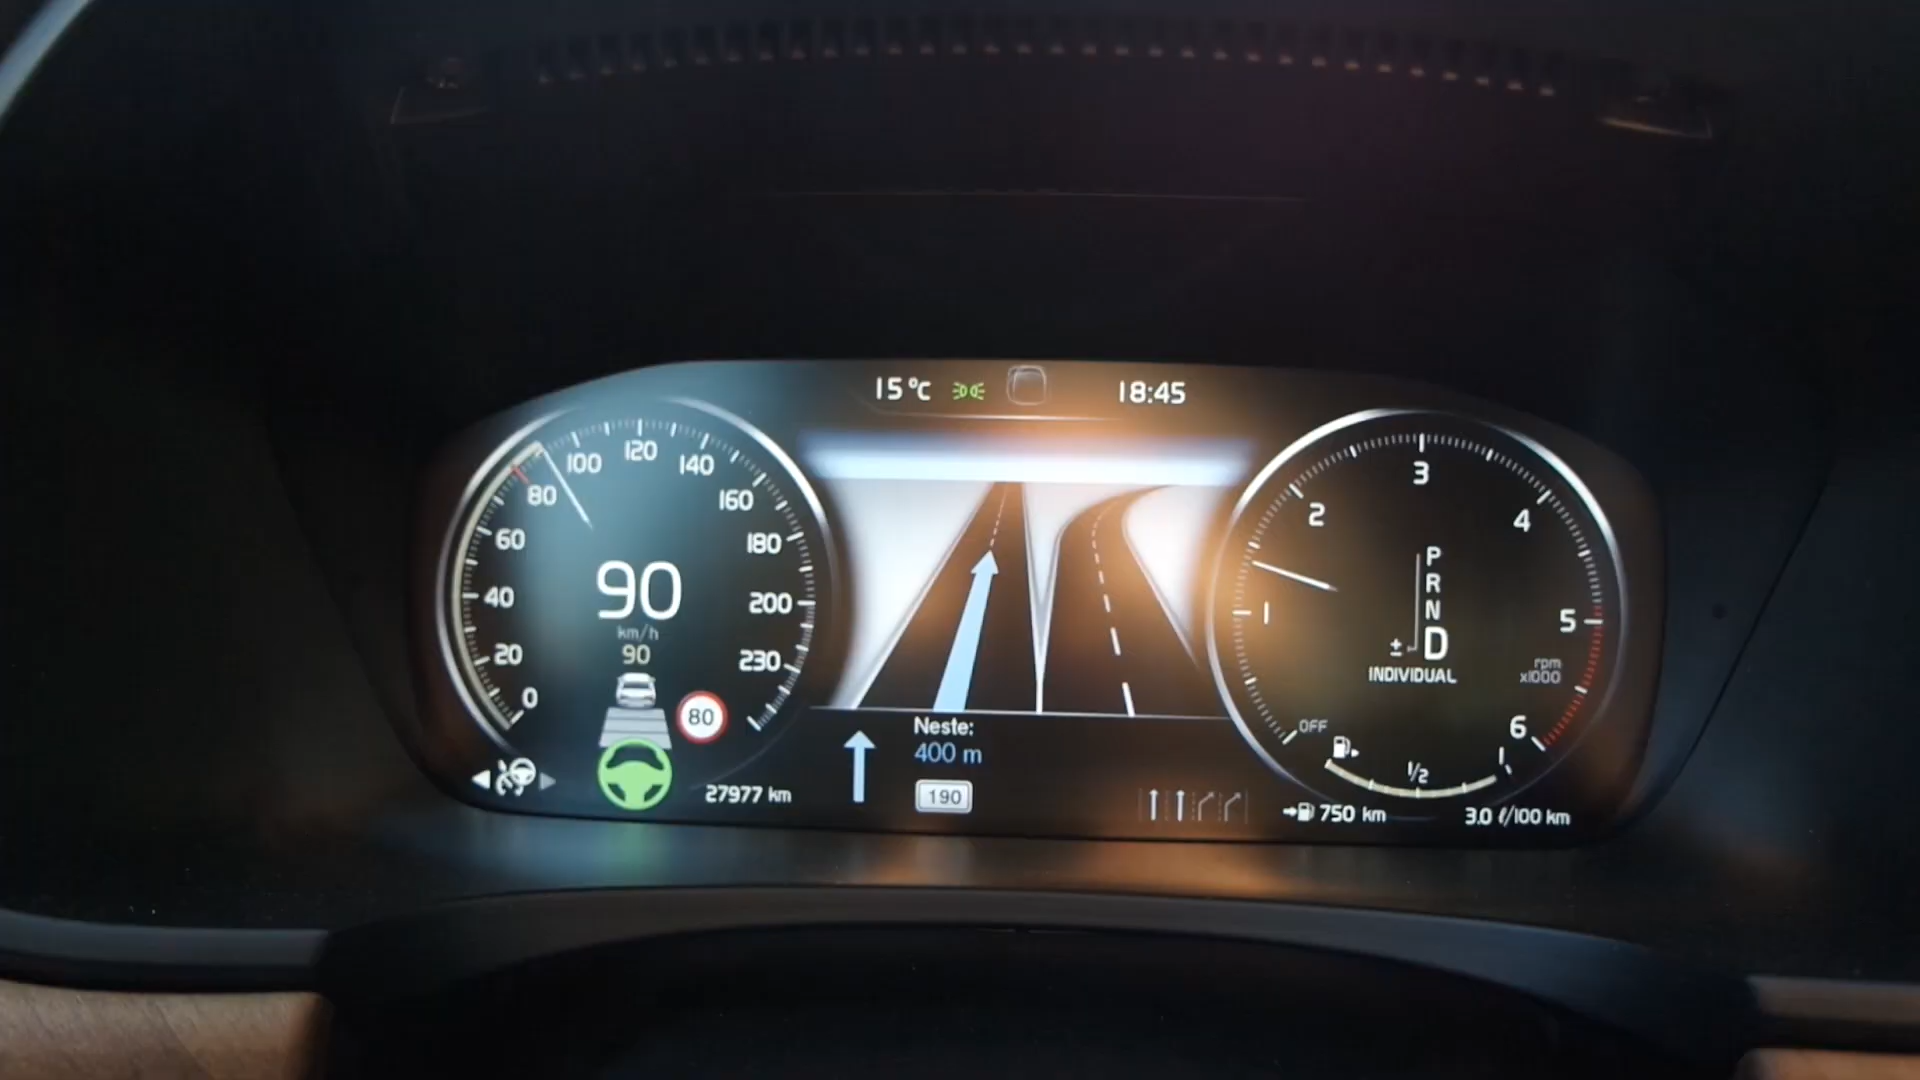 15°C 18:45
0
20
40
60
80
100
120
140
160
180
200
230
90
km/h
90
80
27977 km
Neste:
400 m
190
OFF
1
2
3
4
5
6
P
R
N
± D
INDIVIDUAL
rpm
x1000
1/2
1
750 km
3.0 ℓ/100 km